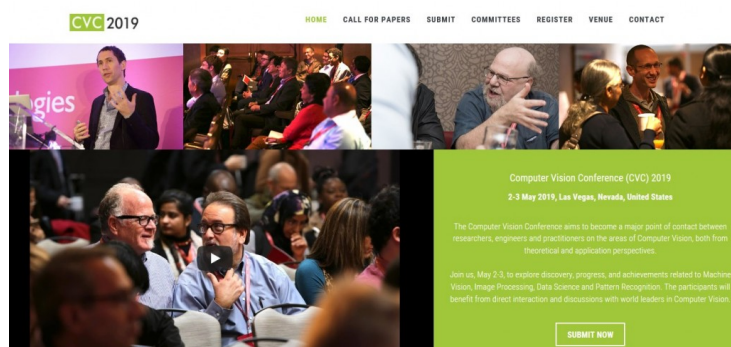 CVC 2019
HOME CALL FOR PAPERS SUBMIT COMMITTEES REGISTER VENUE CONTACT
ogies
Computer Vision Conference (CVC) 2019
2-3 May 2019, Las Vegas, Nevada, United States
The Computer Vision Conference aims to become a major point of contact between
researchers, engineers and practitioners on the areas of Computer Vision, both from
theoretical and application perspectives.
Join us, May 2-3, to explore discovery, progress, and achievements related to Machine
Vision, Image Processing, Data Science and Pattern Recognition. The participants will
benefit from direct interaction and discussions with world leaders in Computer Vision.
SUBMIT NOW